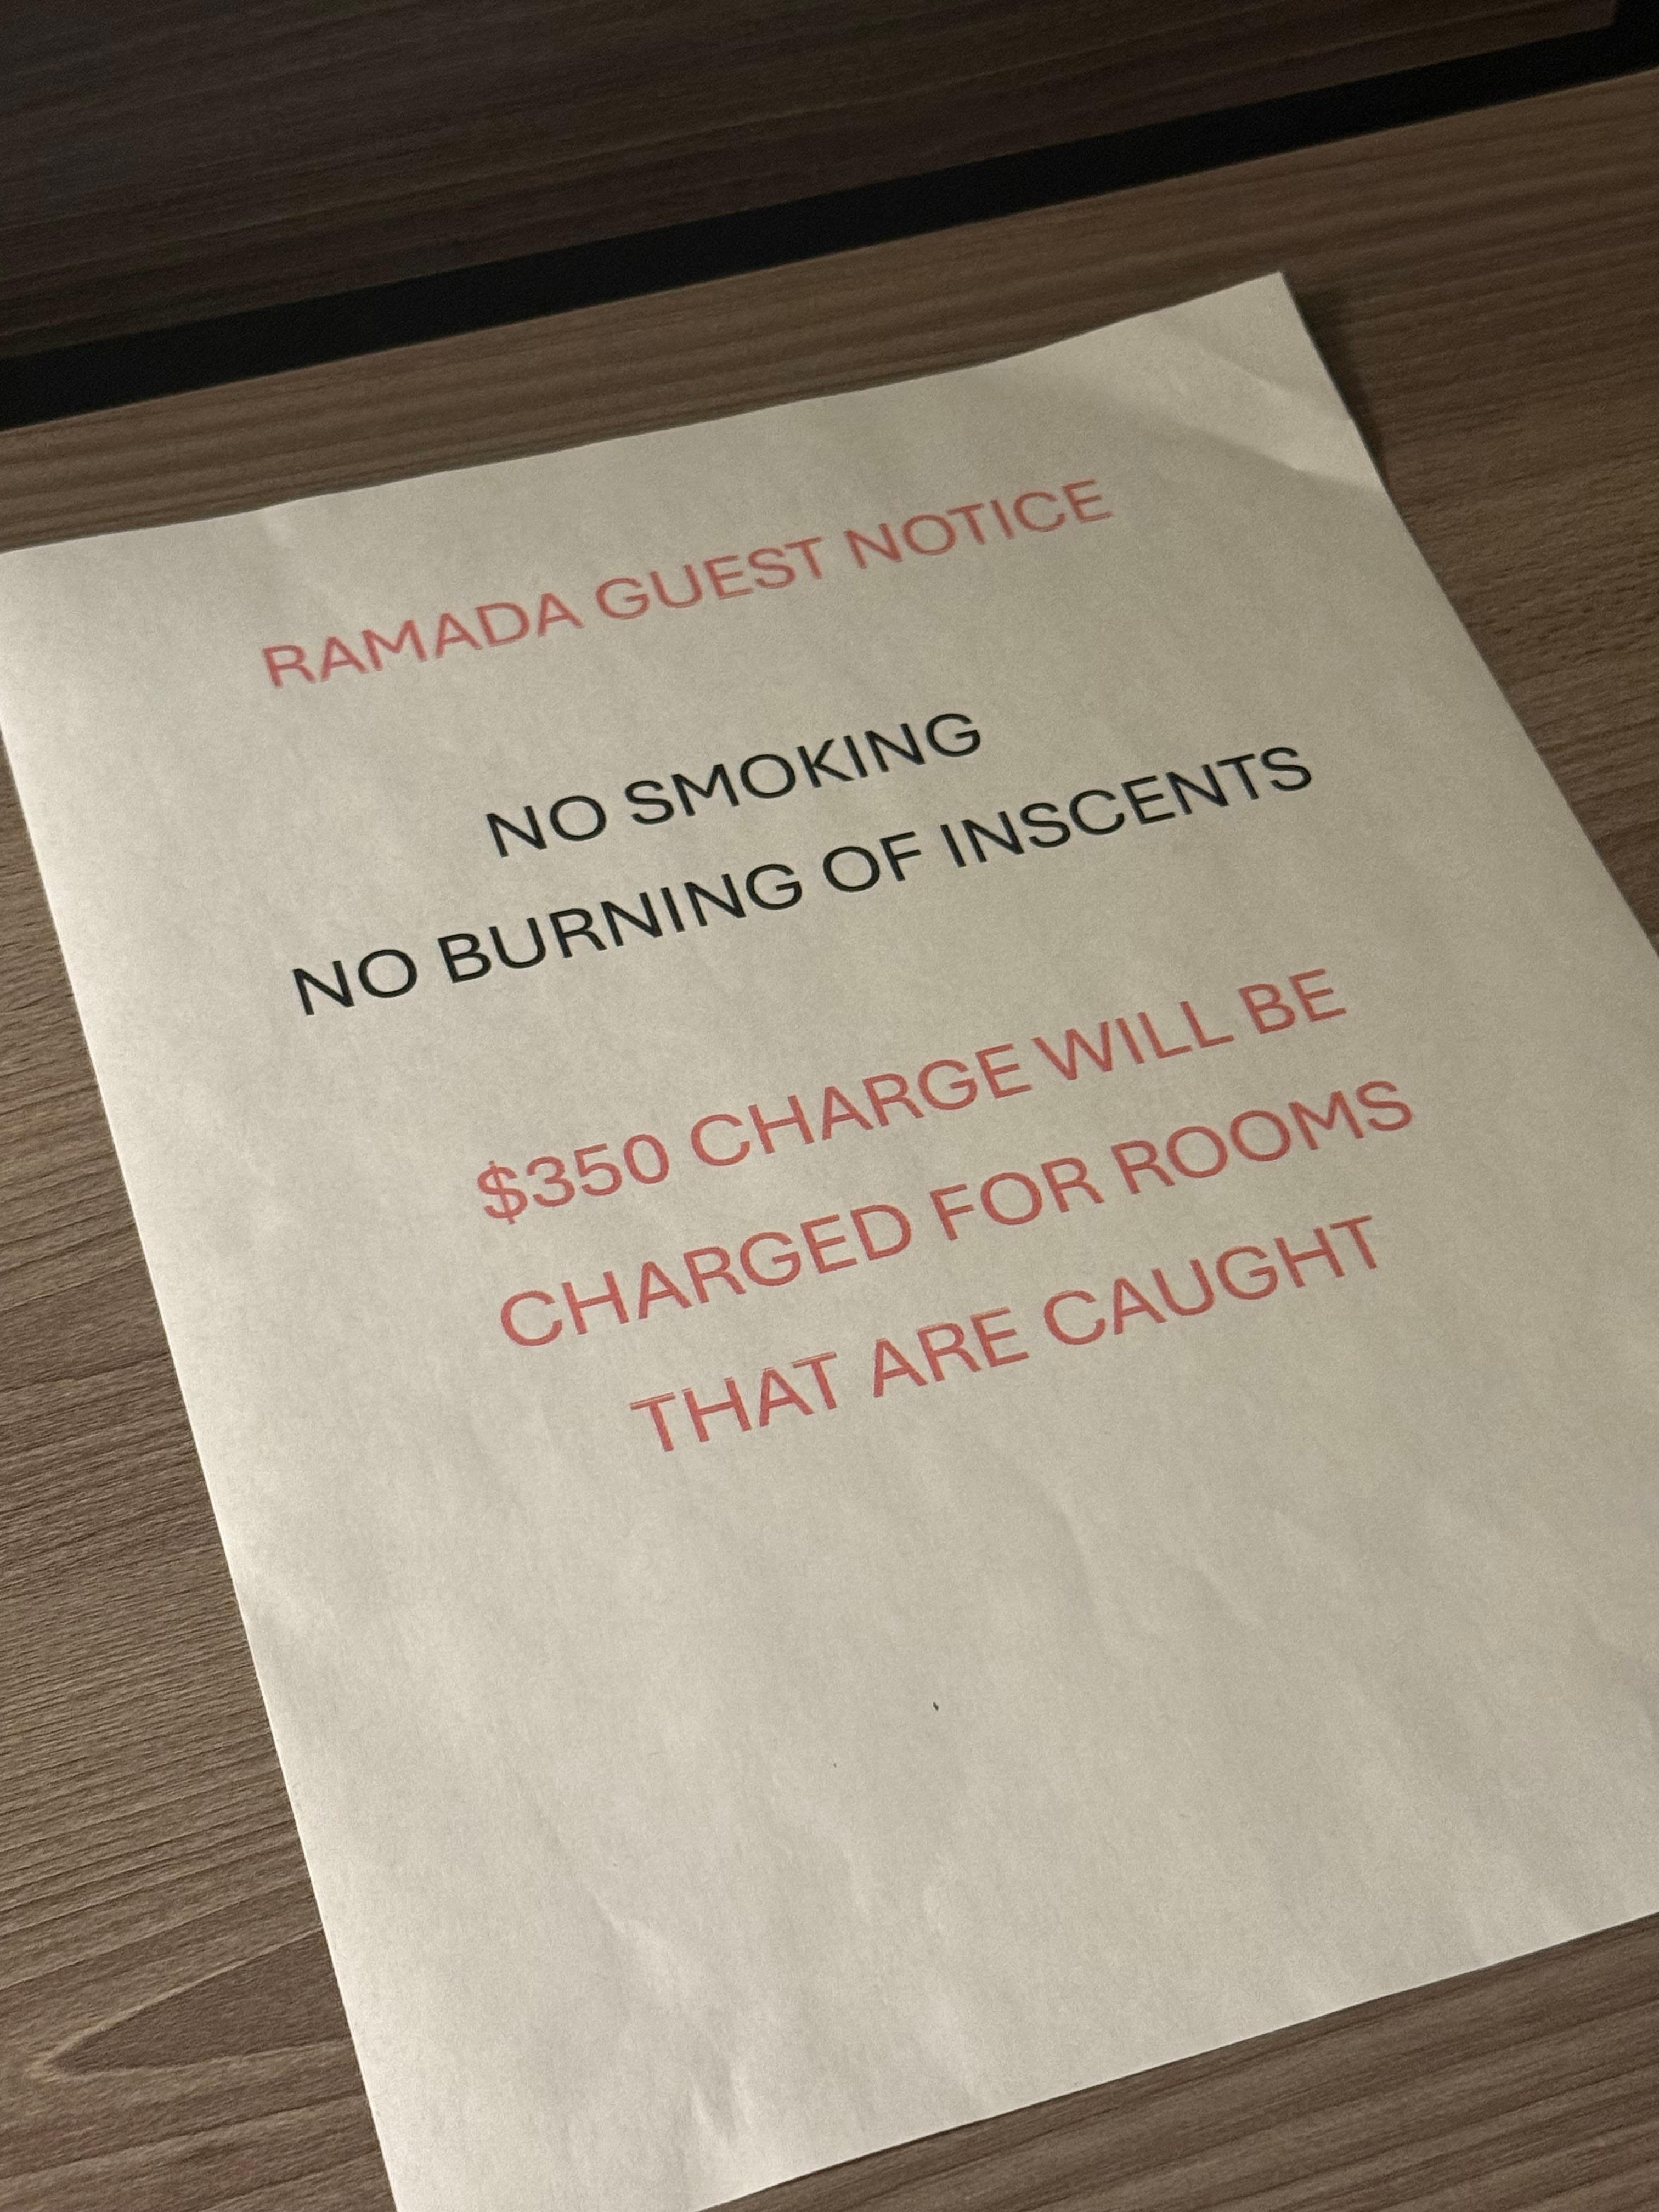 RAMADA GUEST NOTICE
NO SMOKING
NO BURNING OF INSCENTS
$350 CHARGE WILL BE
CHARGED FOR ROOMS
THAT ARE CAUGHT